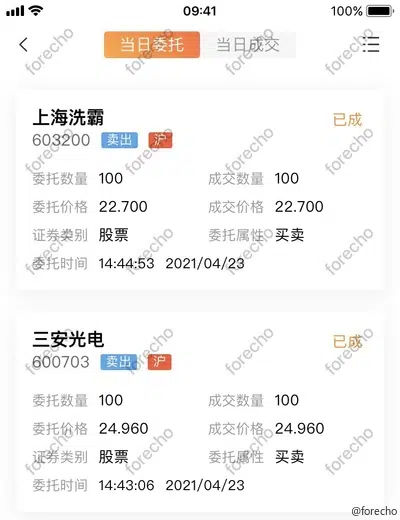 09:41
100%
当日委托 当日成交
上海洗霸 已成
603200 卖出 沪
委托数量 100 成交数量 100
委托价格 22.700 成交价格 22.700
证券类别 股票 委托属性 买卖
委托时间 14:44:53 2021/04/23
三安光电 已成
600703 卖出 沪
委托数量 100 成交数量 100
委托价格 24.960 成交价格 24.960
证券类别 股票 委托属性 买卖
委托时间 14:43:06 2021/04/23
forecho
@forecho